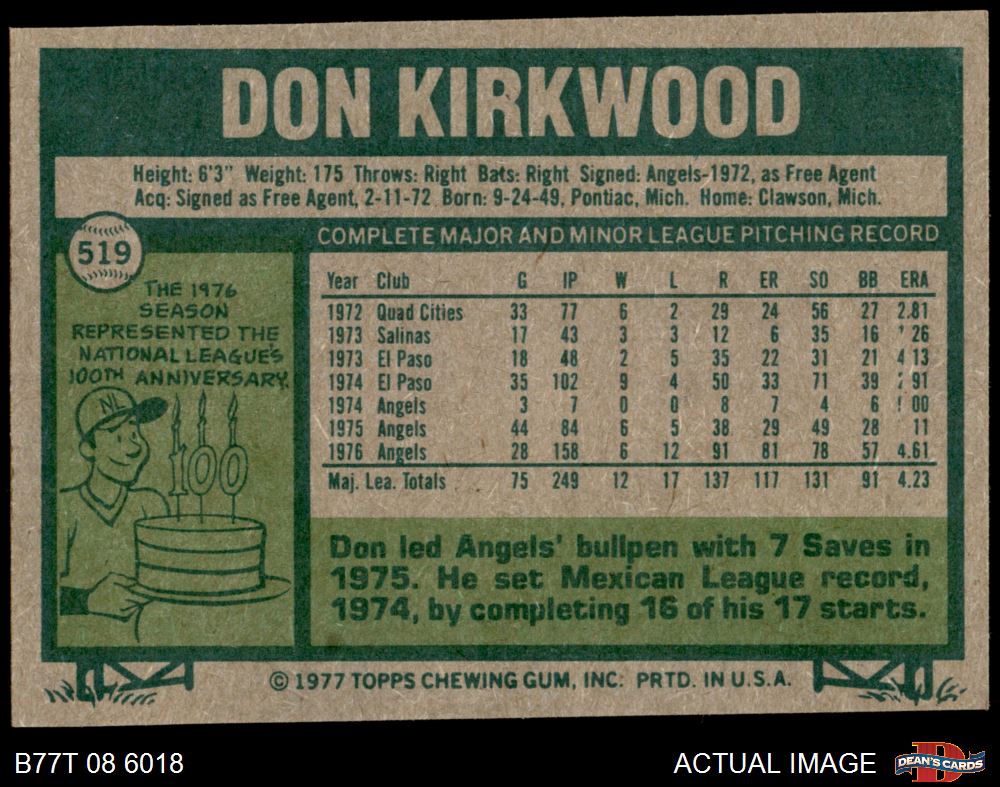 DON KIRKWOOD
Height: 6'3" Weight: 175 Throws: Right Bats: Right Signed: Angels-1972, as Free Agent
Acq: Signed as Free Agent, 2-11-72 Born: 9-24-49, Pontiac, Mich. Home: Clawson, Mich.
519
THE 1976
SEASON
REPRESENTED THE
NATIONAL LEAGUE'S
100TH ANNIVERSARY.
NL
100
COMPLETE MAJOR AND MINOR LEAGUE PITCHING RECORD
Year Club G IP W L R ER SO BB ERA
1972 Quad Cities 33 77 6 2 29 24 56 27 2.81
1973 Salinas 17 43 3 3 12 6 35 16 26
1973 El Paso 18 48 2 5 35 22 31 21 4 13
1974 El Paso 35 102 9 4 50 33 71 39 91
1974 Angels 3 7 0 0 8 7 4 6 00
1975 Angels 44 84 6 5 38 29 49 28 11
1976 Angels 28 158 6 12 91 81 78 57 4.61
Maj. Lea. Totals 75 249 12 17 137 117 131 91 4.23
Don led Angels' bullpen with 7 Saves in
1975. He set Mexican League record,
1974, by completing 16 of his 17 starts.
© 1977 TOPPS CHEWING GUM, INC. PRTD. IN U.S.A.
B77T 08 6018
ACTUAL IMAGE
DEAN'S CARDS